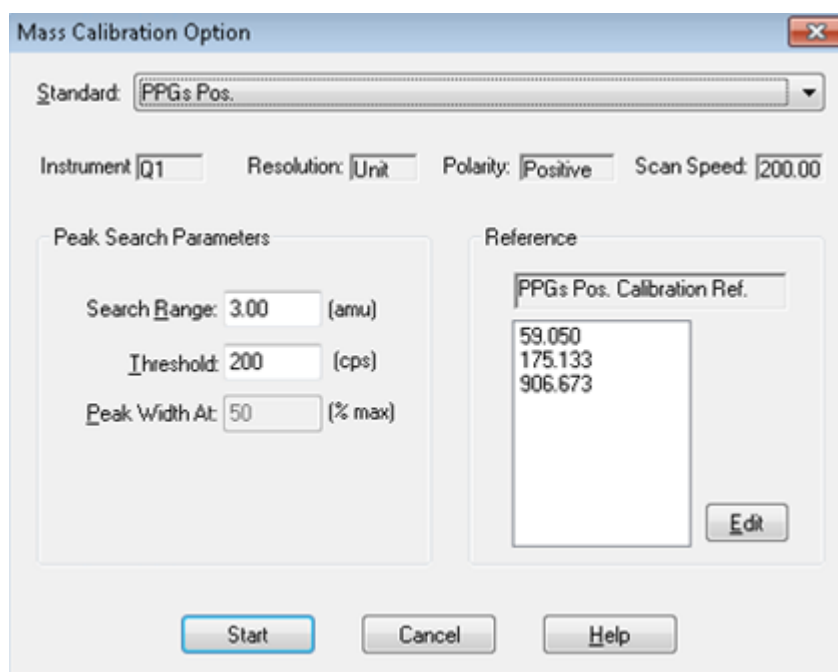 Mass Calibration Option
Standard: PPGs Pos.
Instrument Q1 Resolution: Unit Polarity: Positive Scan Speed: 200.00
Peak Search Parameters
Search Range: 3.00 (amu)
Threshold: 200 (cps)
Peak Width At: 50 (% max)
Reference
PPGs Pos. Calibration Ref.
59.050
175.133
906.673
Edit
Start Cancel Help